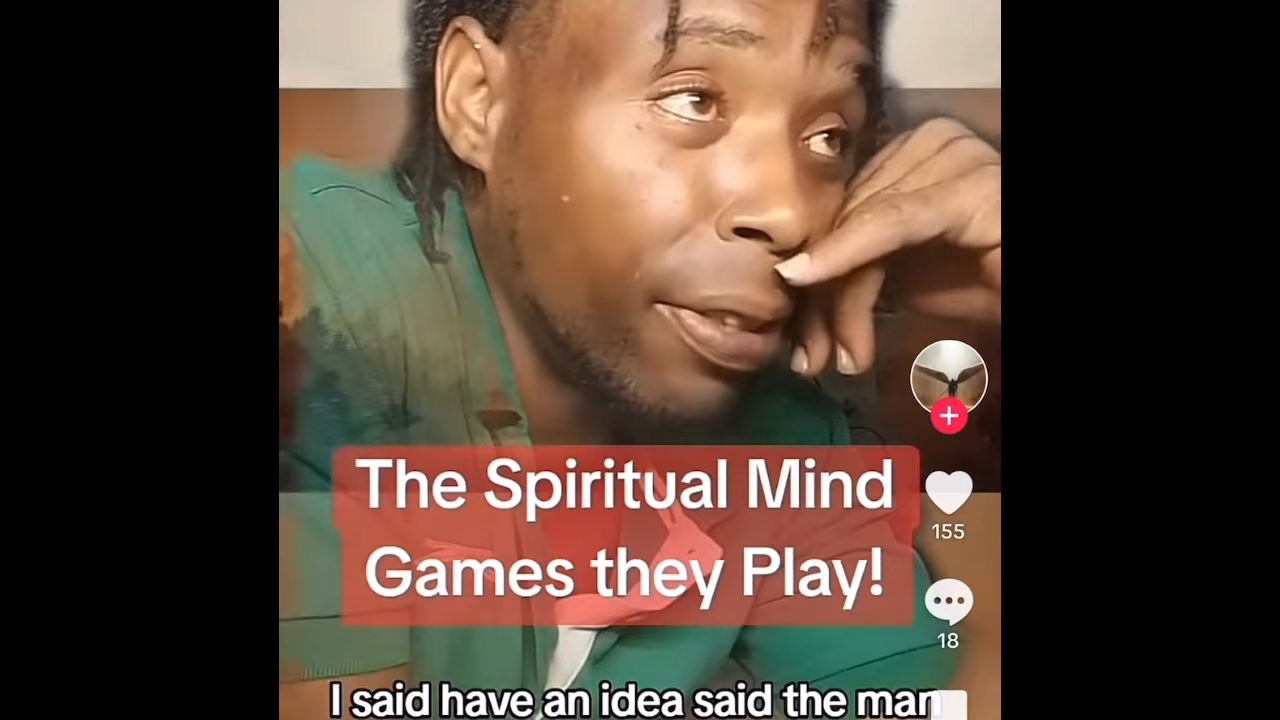 The Spiritual Mind
Games they Play!
155
18
I said have an idea said the man